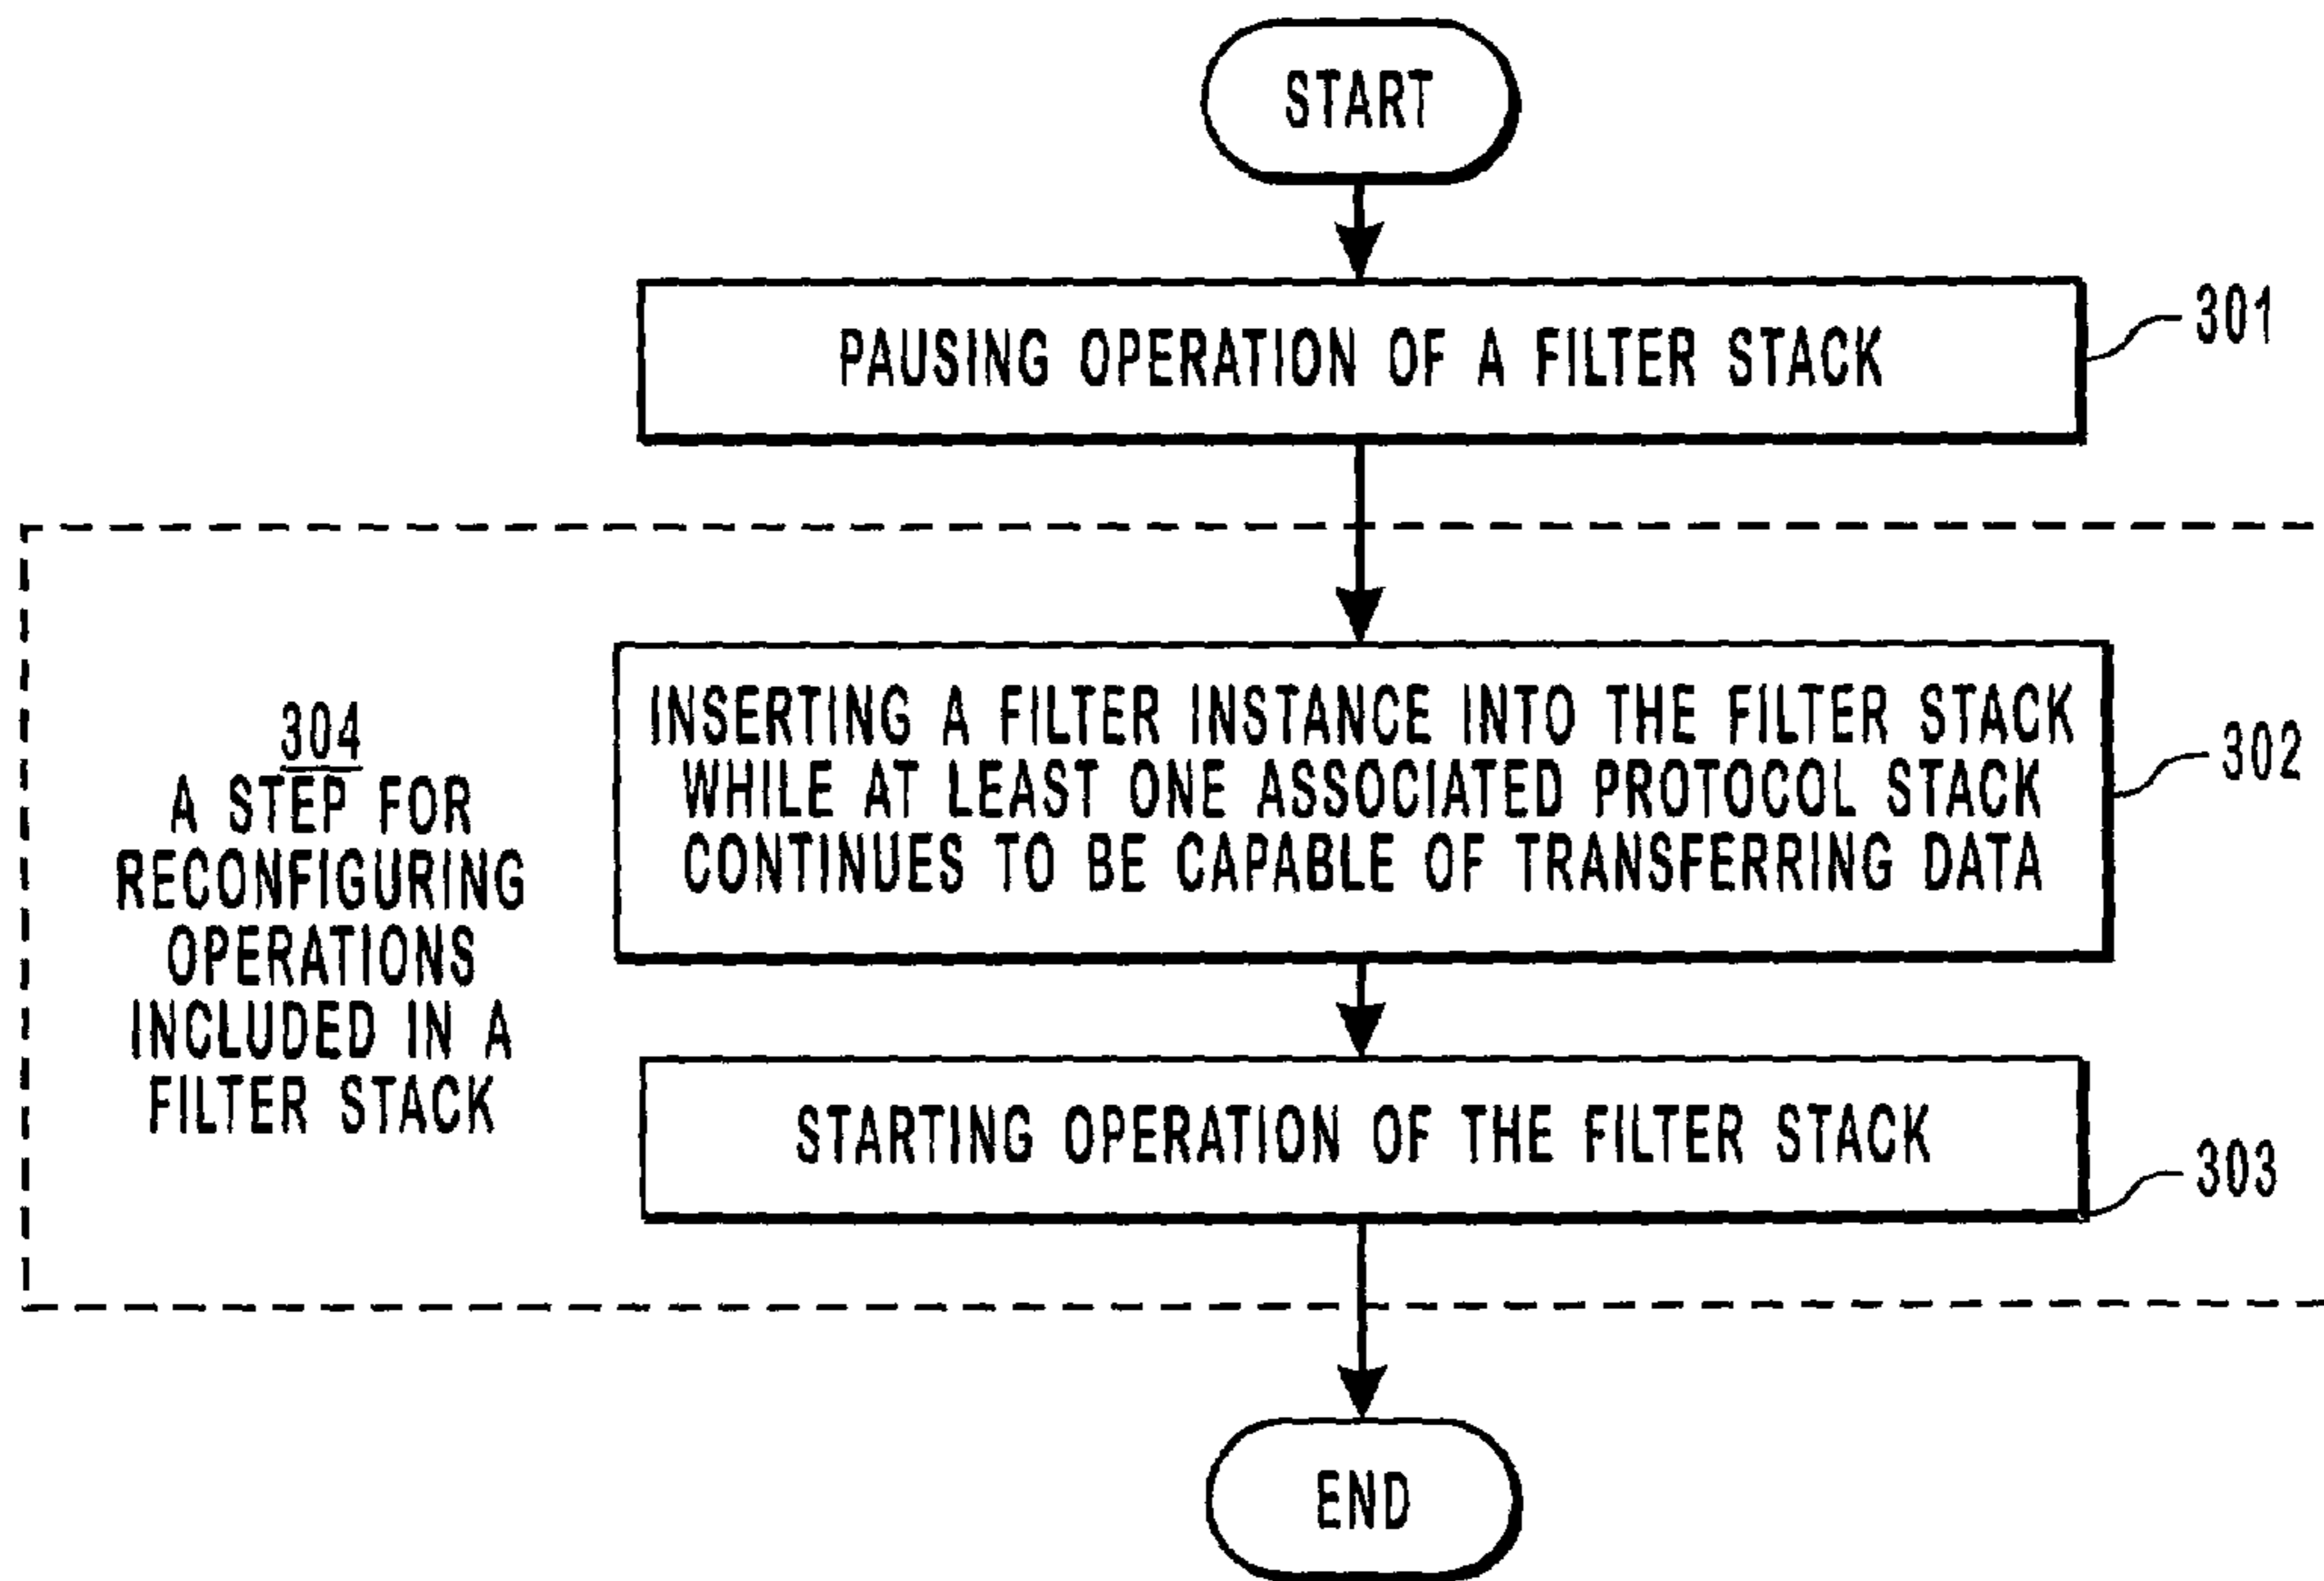 START
PAUSING OPERATION OF A FILTER STACK
301
304
A STEP FOR
RECONFIGURING
OPERATIONS
INCLUDED IN A
FILTER STACK
INSERTING A FILTER INSTANCE INTO THE FILTER STACK
WHILE AT LEAST ONE ASSOCIATED PROTOCOL STACK
CONTINUES TO BE CAPABLE OF TRANSFERRING DATA
302
STARTING OPERATION OF THE FILTER STACK
303
END